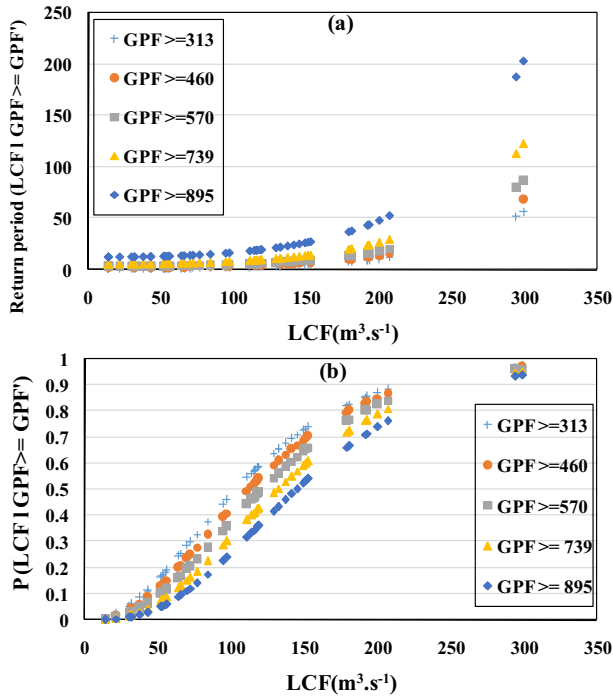 Return period (LCF l GPF>= GPF')
250
200
150
100
50
0
(a)
GPF>=313
GPF>=460
GPF>=570
GPF>=739
GPF>=895
0 50 100 150 200 250 300 350
LCF(m³.s⁻¹)
P (LCF l GPF>= GPF')
1
0.9
0.8
0.7
0.6
0.5
0.4
0.3
0.2
0.1
0
(b)
GPF>=313
GPF>=460
GPF>=570
GPF>= 739
GPF>= 895
0 50 100 150 200 250 300 350
LCF(m³.s⁻¹)